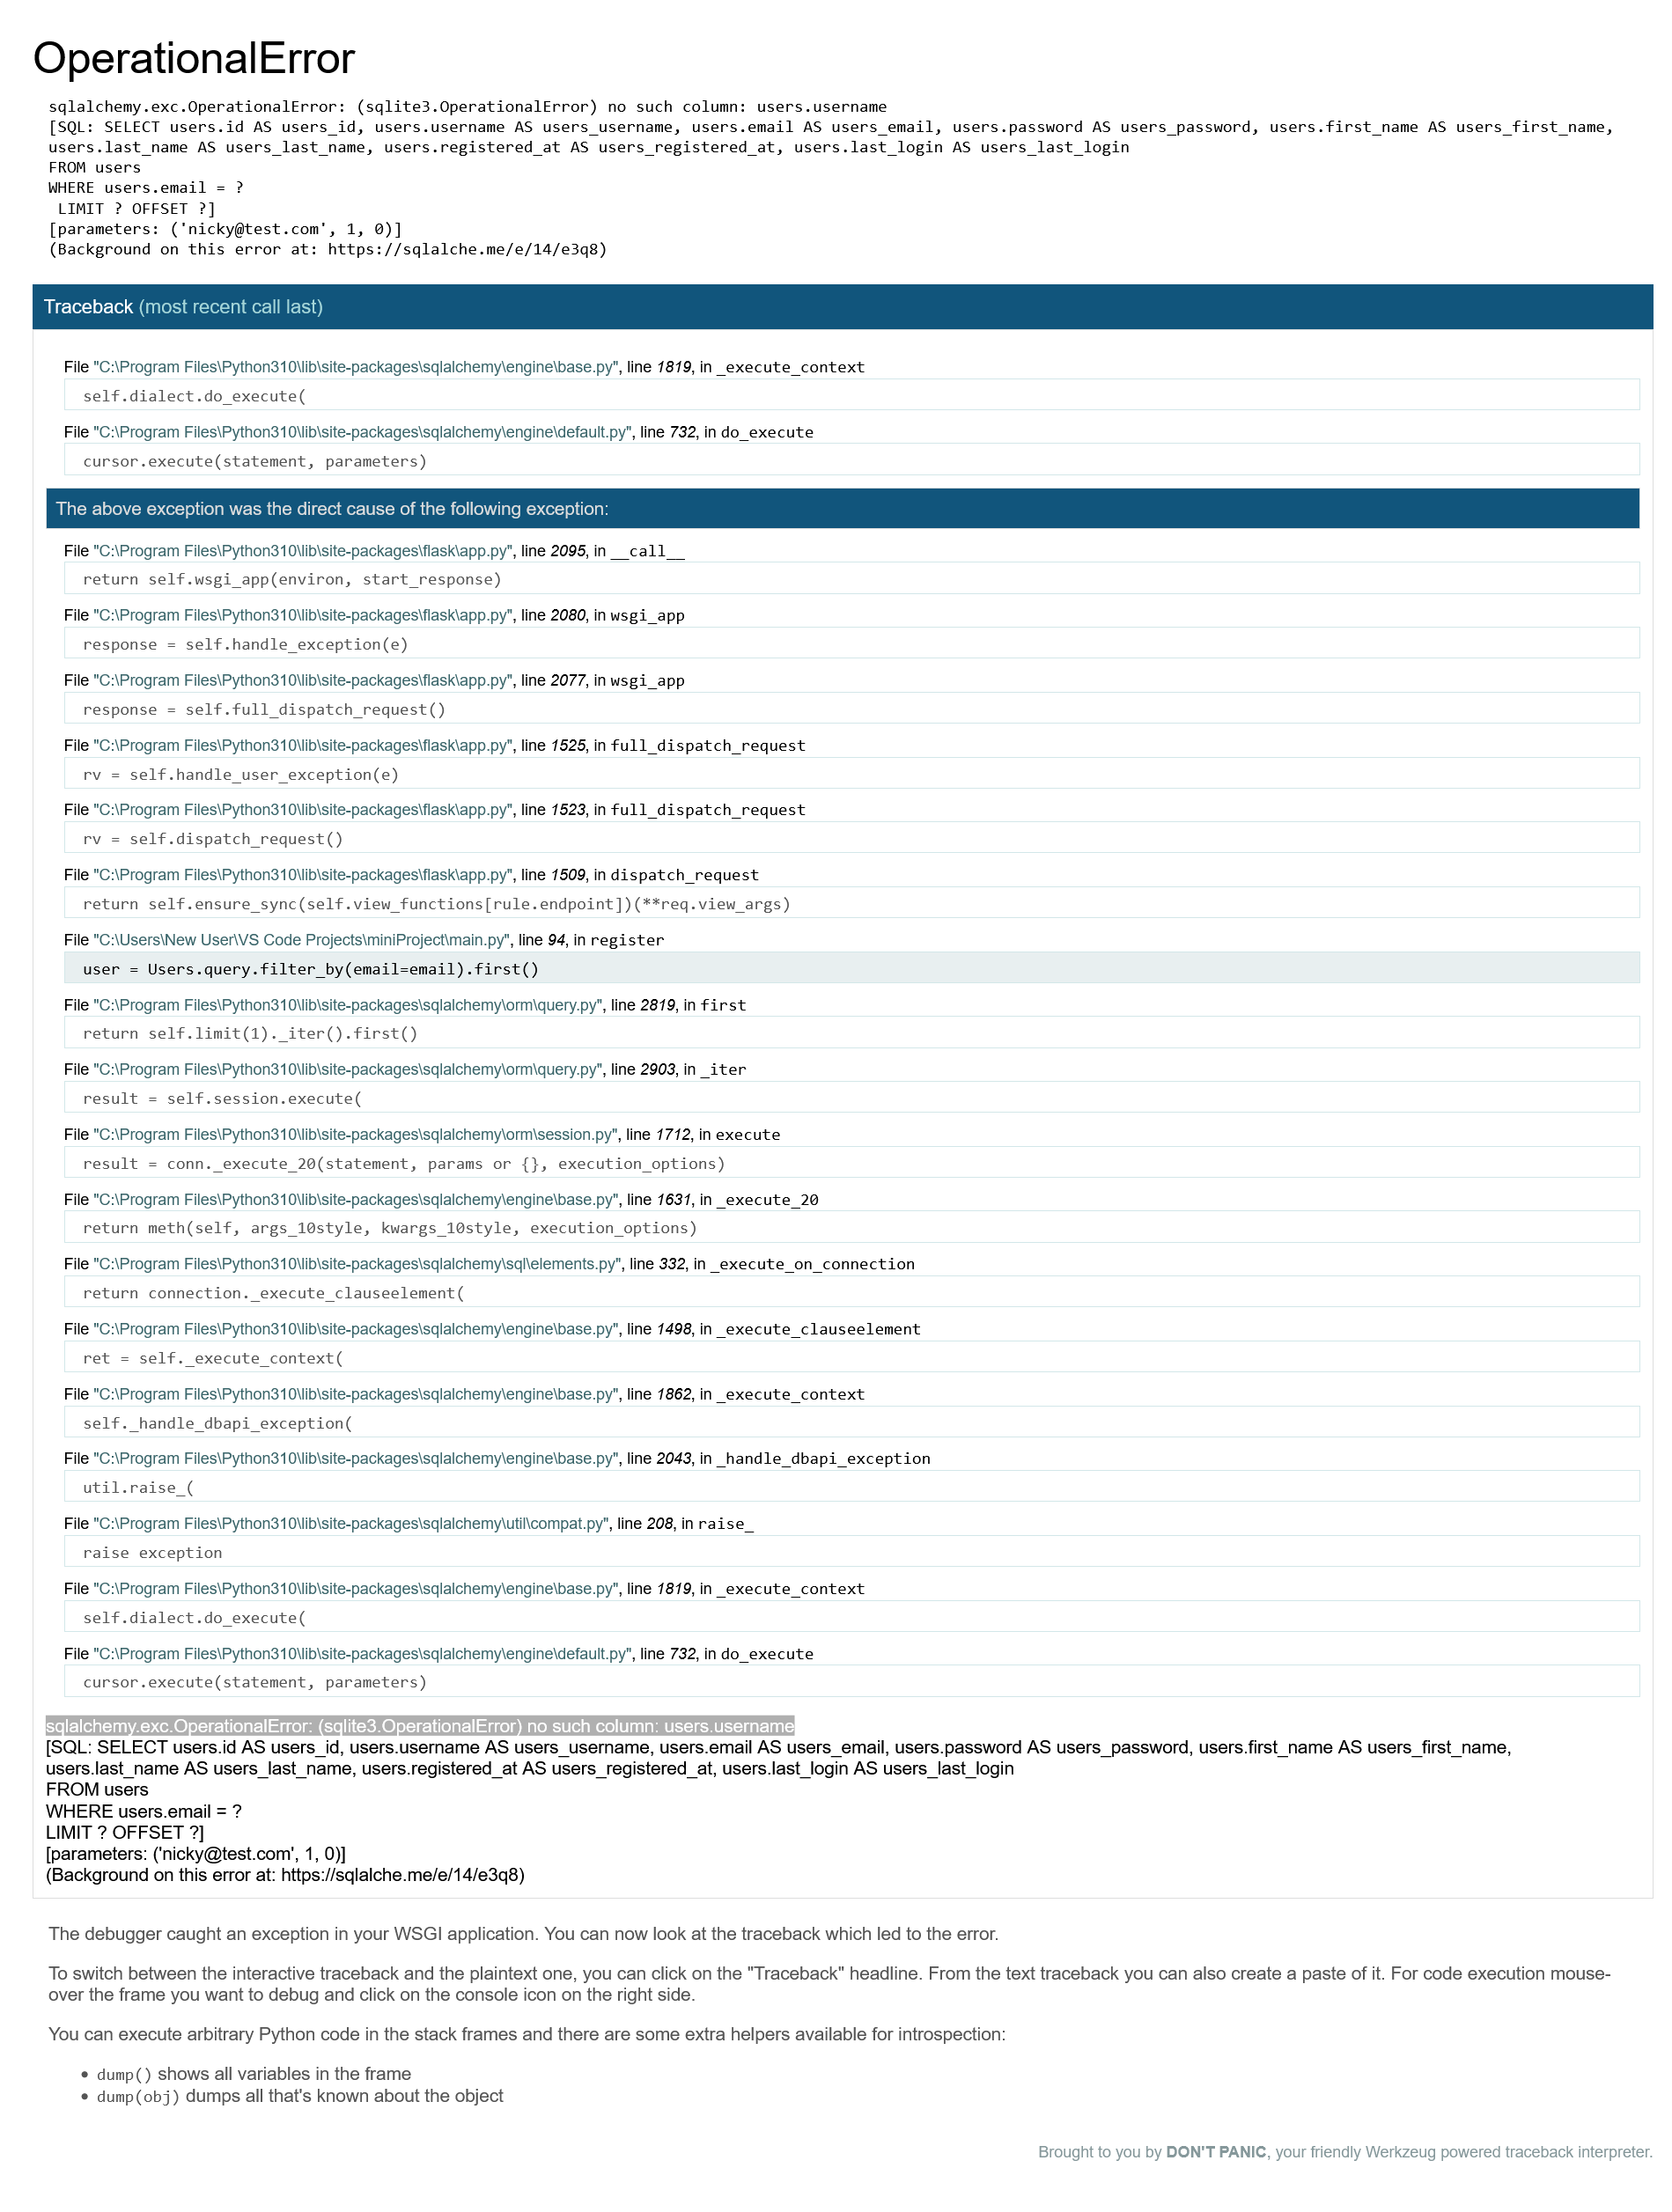 OperationalError
sqlalchemy.exc.OperationalError: (sqlite3.OperationalError) no such column: users.username
[SQL: SELECT users.id AS users_id, users.username AS users_username, users.email AS users_email, users.password AS users_password, users.first_name AS users_first_name,
users.last_name AS users_last_name, users.registered_at AS users_registered_at, users.last_login AS users_last_login
FROM users
WHERE users.email = ?
 LIMIT ? OFFSET ?]
[parameters: ('nicky@test.com', 1, 0)]
(Background on this error at: https://sqlalche.me/e/14/e3q8)
Traceback (most recent call last)
File "C:\Program Files\Python310\lib\site-packages\sqlalchemy\engine\base.py", line 1819, in _execute_context
self.dialect.do_execute(
File "C:\Program Files\Python310\lib\site-packages\sqlalchemy\engine\default.py", line 732, in do_execute
cursor.execute(statement, parameters)
The above exception was the direct cause of the following exception:
File "C:\Program Files\Python310\lib\site-packages\flask\app.py", line 2095, in __call__
return self.wsgi_app(environ, start_response)
File "C:\Program Files\Python310\lib\site-packages\flask\app.py", line 2080, in wsgi_app
response = self.handle_exception(e)
File "C:\Program Files\Python310\lib\site-packages\flask\app.py", line 2077, in wsgi_app
response = self.full_dispatch_request()
File "C:\Program Files\Python310\lib\site-packages\flask\app.py", line 1525, in full_dispatch_request
rv = self.handle_user_exception(e)
File "C:\Program Files\Python310\lib\site-packages\flask\app.py", line 1523, in full_dispatch_request
rv = self.dispatch_request()
File "C:\Program Files\Python310\lib\site-packages\flask\app.py", line 1509, in dispatch_request
return self.ensure_sync(self.view_functions[rule.endpoint])(**req.view_args)
File "C:\Users\New User\VS Code Projects\miniProject\main.py", line 94, in register
user = Users.query.filter_by(email=email).first()
File "C:\Program Files\Python310\lib\site-packages\sqlalchemy\orm\query.py", line 2819, in first
return self.limit(1)._iter().first()
File "C:\Program Files\Python310\lib\site-packages\sqlalchemy\orm\query.py", line 2903, in _iter
result = self.session.execute(
File "C:\Program Files\Python310\lib\site-packages\sqlalchemy\orm\session.py", line 1712, in execute
result = conn._execute_20(statement, params or {}, execution_options)
File "C:\Program Files\Python310\lib\site-packages\sqlalchemy\engine\base.py", line 1631, in _execute_20
return meth(self, args_10style, kwargs_10style, execution_options)
File "C:\Program Files\Python310\lib\site-packages\sqlalchemy\sql\elements.py", line 332, in _execute_on_connection
return connection._execute_clauseelement(
File "C:\Program Files\Python310\lib\site-packages\sqlalchemy\engine\base.py", line 1498, in _execute_clauseelement
ret = self._execute_context(
File "C:\Program Files\Python310\lib\site-packages\sqlalchemy\engine\base.py", line 1862, in _execute_context
self._handle_dbapi_exception(
File "C:\Program Files\Python310\lib\site-packages\sqlalchemy\engine\base.py", line 2043, in _handle_dbapi_exception
util.raise_(
File "C:\Program Files\Python310\lib\site-packages\sqlalchemy\util\compat.py", line 208, in raise_
raise exception
File "C:\Program Files\Python310\lib\site-packages\sqlalchemy\engine\base.py", line 1819, in _execute_context
self.dialect.do_execute(
File "C:\Program Files\Python310\lib\site-packages\sqlalchemy\engine\default.py", line 732, in do_execute
cursor.execute(statement, parameters)
sqlalchemy.exc.OperationalError: (sqlite3.OperationalError) no such column: users.username
[SQL: SELECT users.id AS users_id, users.username AS users_username, users.email AS users_email, users.password AS users_password, users.first_name AS users_first_name,
users.last_name AS users_last_name, users.registered_at AS users_registered_at, users.last_login AS users_last_login
FROM users
WHERE users.email = ?
LIMIT ? OFFSET ?]
[parameters: ('nicky@test.com', 1, 0)]
(Background on this error at: https://sqlalche.me/e/14/e3q8)
The debugger caught an exception in your WSGI application. You can now look at the traceback which led to the error.
To switch between the interactive traceback and the plaintext one, you can click on the "Traceback" headline. From the text traceback you can also create a paste of it. For code execution mouse-
over the frame you want to debug and click on the console icon on the right side.
You can execute arbitrary Python code in the stack frames and there are some extra helpers available for introspection:
• dump() shows all variables in the frame
• dump(obj) dumps all that's known about the object
Brought to you by DON'T PANIC, your friendly Werkzeug powered traceback interpreter.